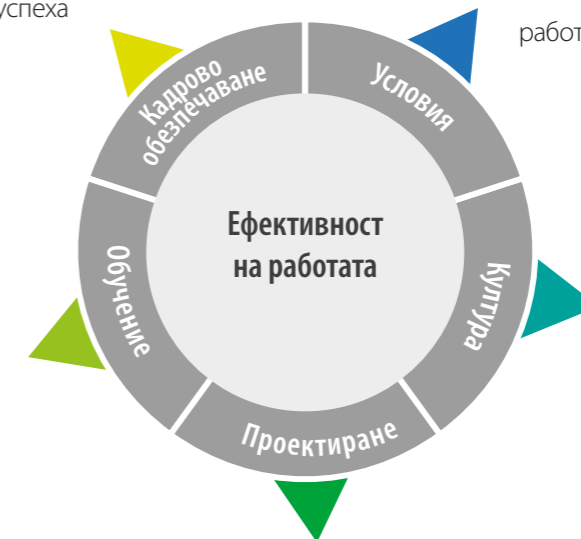 успеха
работ
Кадрово
обезпечаване
Условия
Ефективност
на работата
Обучение
Култура
Проектиране